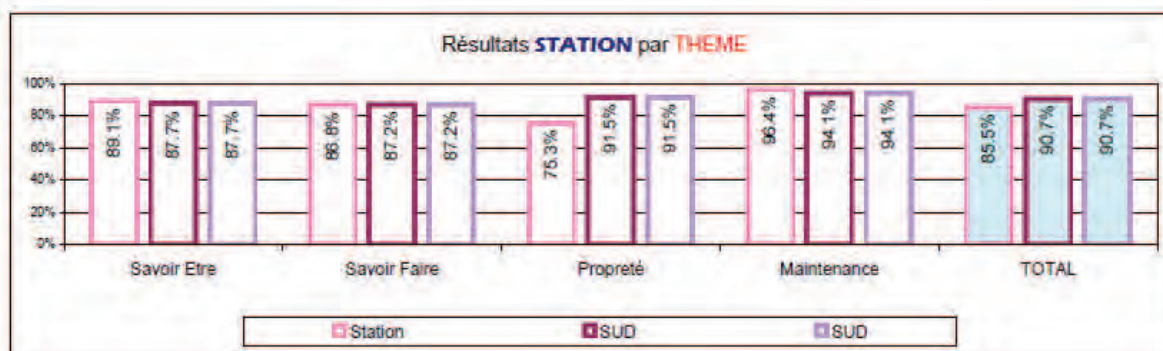 Résultats STATION par THEME
100%
80%
60%
40%
20%
0%
89.1% 87.7% 87.7% 86.8% 87.2% 87.2% 75.3% 91.5% 91.5% 96.4% 94.1% 94.1% 85.5% 90.7% 90.7%
Savoir Etre Savoir Faire Propreté Maintenance TOTAL
Station SUD SUD